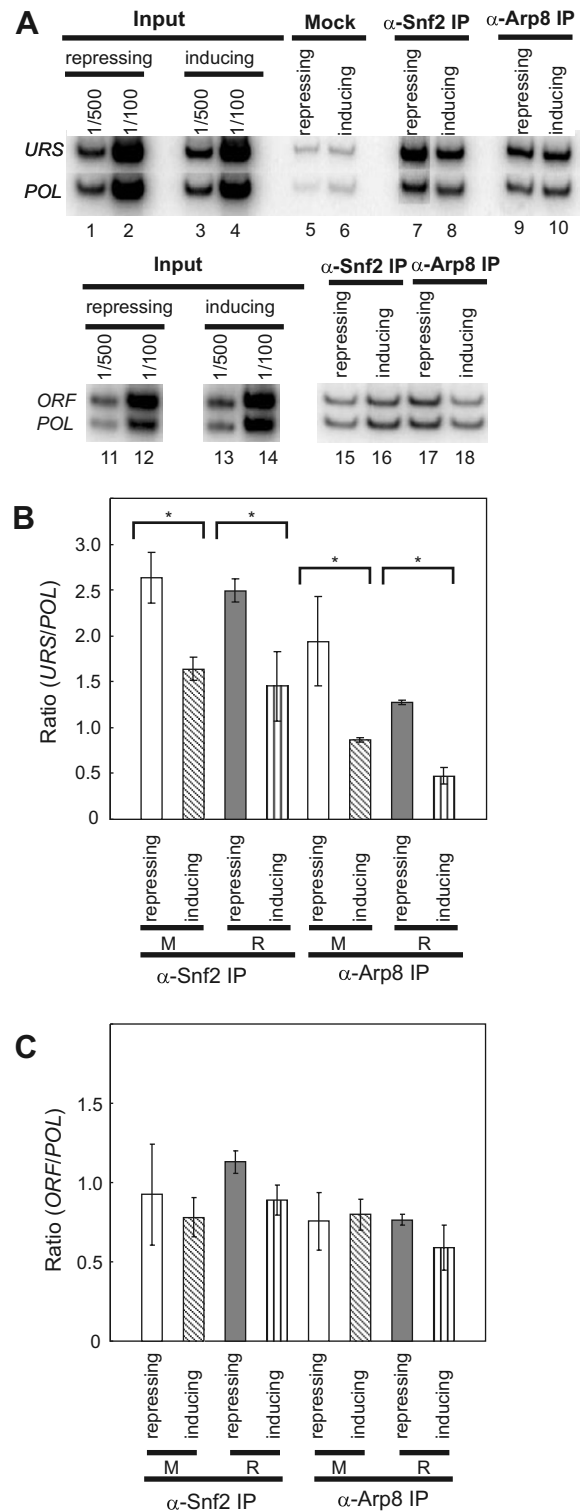 A
Input Mock α-Snf2 IP α-Arp8 IP
repressing inducing
1/500 1/100 1/500 1/100 repressing inducing repressing inducing repressing inducing
URS
POL
1 2 3 4 5 6 7 8 9 10
Input α-Snf2 IP α-Arp8 IP
repressing inducing
1/500 1/100 1/500 1/100 repressing inducing repressing inducing
ORF
POL
11 12 13 14 15 16 17 18
B
* * * *
Ratio (URS/POL)
3.0
2.5
2.0
1.5
1.0
0.5
0
repressing inducing repressing inducing repressing inducing repressing inducing
M R M R
α-Snf2 IP α-Arp8 IP
C
Ratio (ORF/POL)
1.5
1.0
0.5
0
repressing inducing repressing inducing repressing inducing repressing inducing
M R M R
α-Snf2 IP α-Arp8 IP